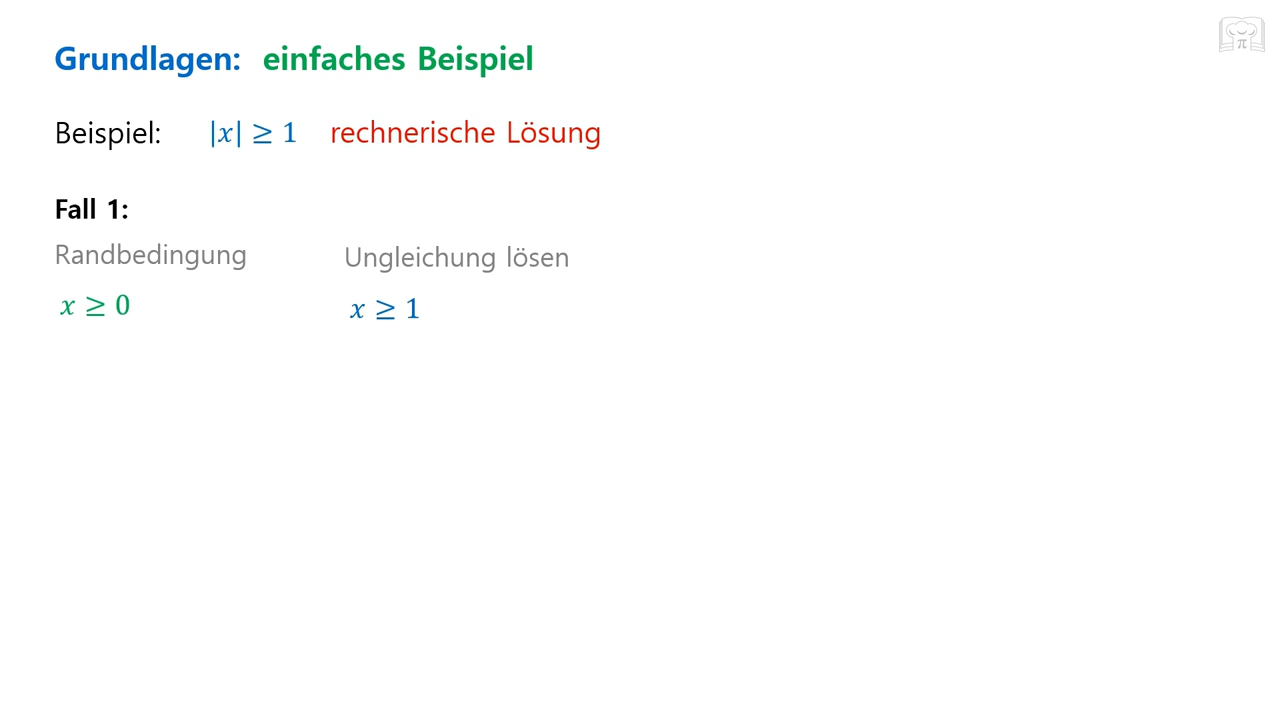 Grundlagen: einfaches Beispiel
Beispiel: |x| ≥ 1 rechnerische Lösung
Fall 1:
Randbedingung Ungleichung lösen
x ≥ 0 x ≥ 1